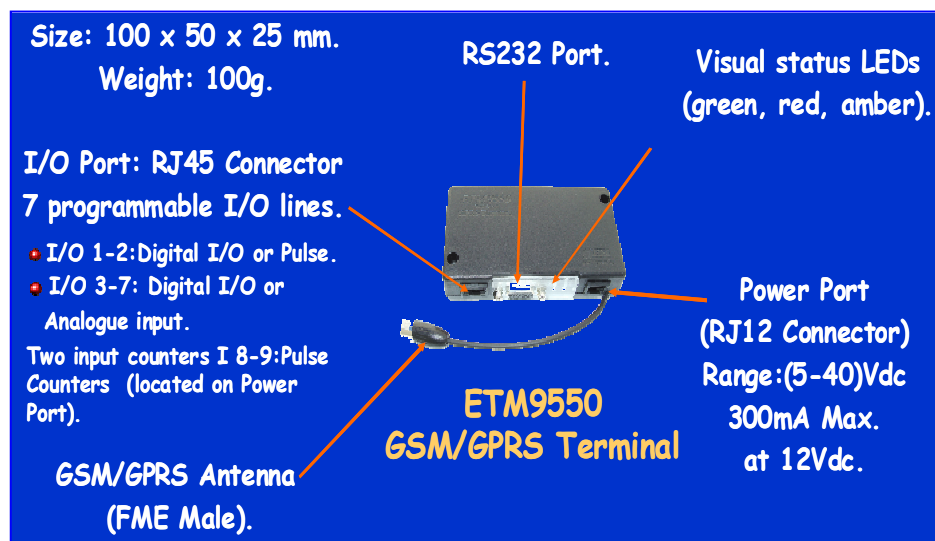 Size: 100 x 50 x 25 mm.
Weight: 100g.
RS232 Port.
Visual status LEDs
(green, red, amber).
I/O Port: RJ45 Connector
7 programmable I/O lines.
I/O 1-2:Digital I/O or Pulse.
I/O 3-7: Digital I/O or
Analogue input.
Two input counters I 8-9:Pulse
Counters (located on Power
Port).
GSM/GPRS Antenna
(FME Male).
ETM9550
GSM/GPRS Terminal
Power Port
(RJ12 Connector)
Range:(5-40)Vdc
300mA Max.
at 12Vdc.